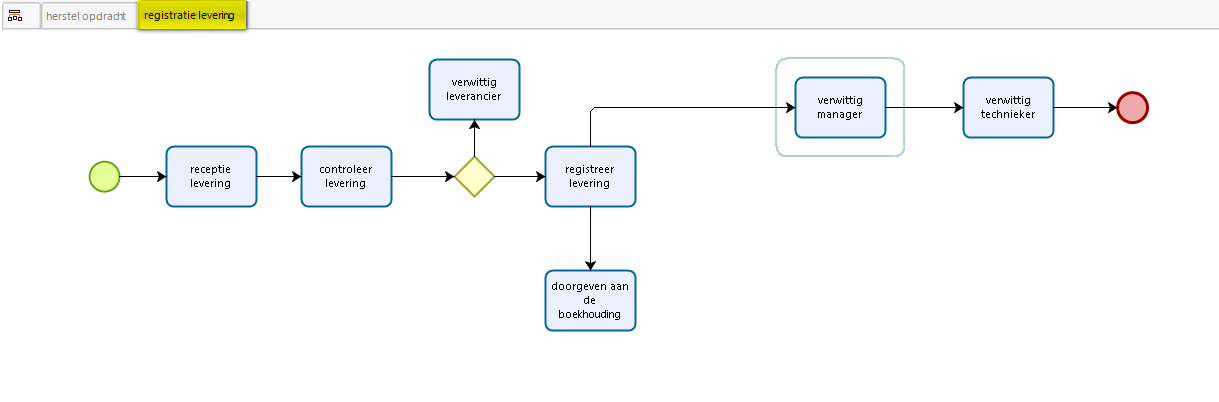 herstel opdracht
registratie levering
verwittig
leverancier
verwittig
manager
verwittig
technieker
receptie
levering
controleer
levering
registreer
levering
doorgeven aan
de
boekhouding